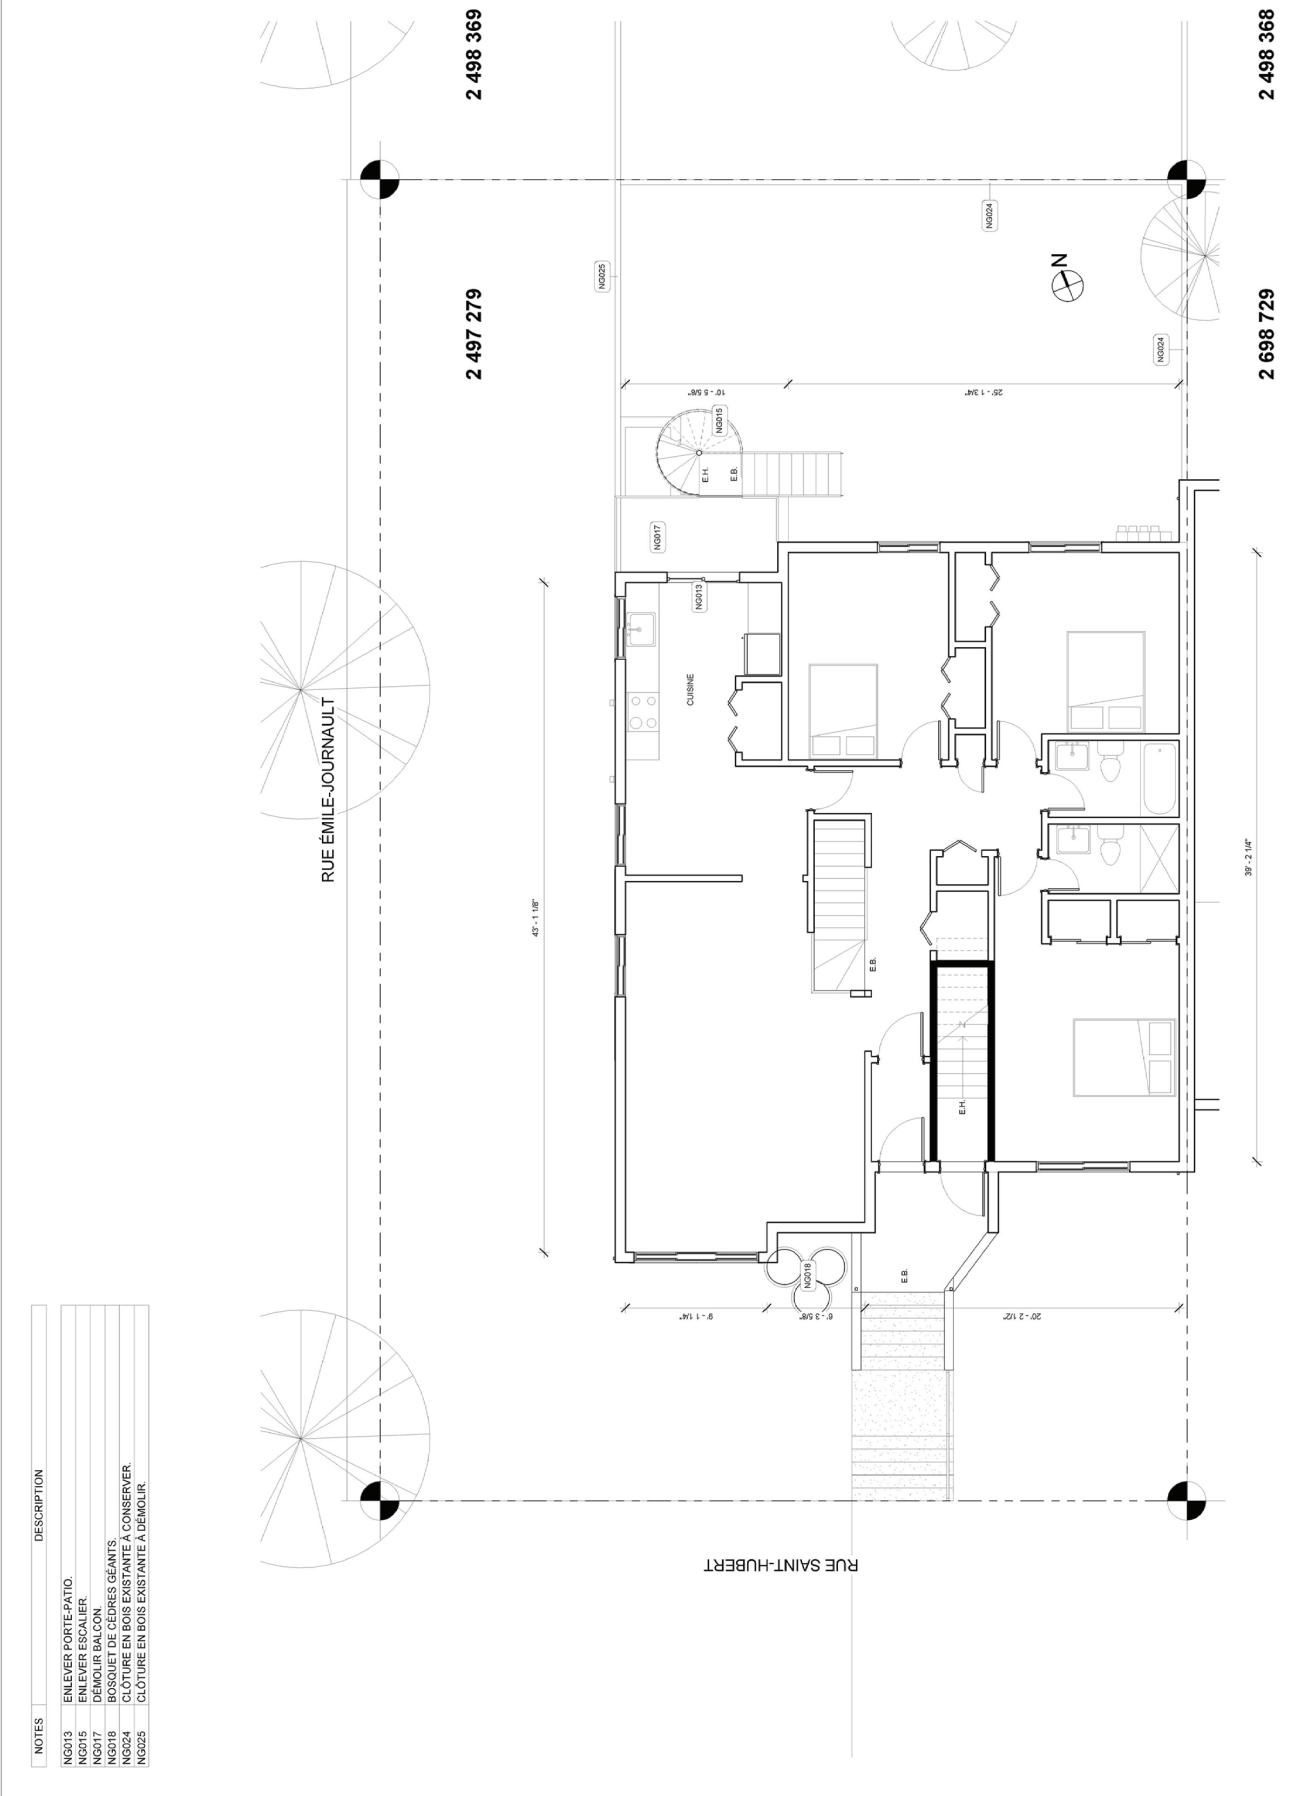 NOTES DESCRIPTION
NG013 ENLEVER PORTE-PATIO.
NG015 ENLEVER ESCALIER.
NG017 DÉMOLIR BALCON.
NG018 BOSQUET DE CÈDRES GÉANTS.
NG024 CLÔTURE EN BOIS EXISTANTE À CONSERVER.
NG025 CLÔTURE EN BOIS EXISTANTE À DÉMOLIR.
RUE ÉMILE-JOURNAULT
2 497 279
2 498 369
43' - 1 1/8"
NG025
NG017
CUISINE
NG013
E.H.
NG015
10' - 5 5/8"
E.B.
9' - 1 1/4"
NG018
6' - 3 5/8"
E.B.
E.B.
E.H.
NG024
25' - 1 3/4"
20' - 2 1/2"
N
NG024
39' - 2 1/4"
2 698 729
2 498 368
RUE SAINT-HUBERT